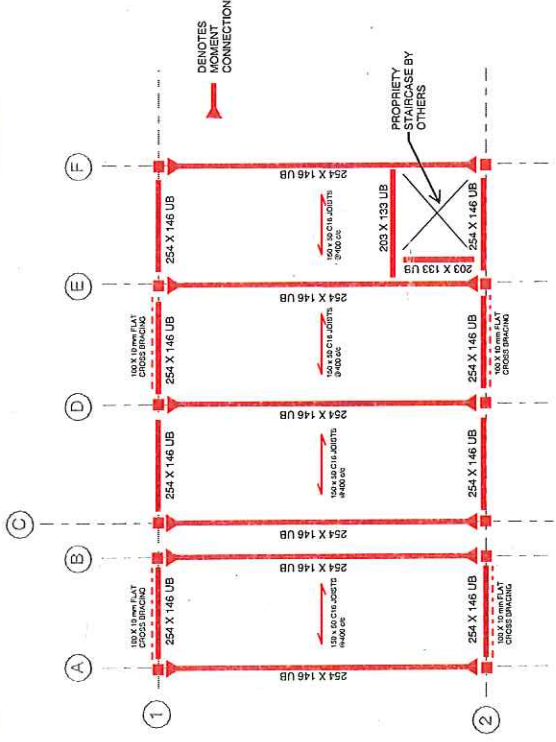 DENOTES
MOMENT
CONNECTION
C
A
B
D
E
F
1
100 X 10 mm FLAT
CROSS BRACING
254 X 146 UB
254 X 146 UB
100 X 10 mm FLAT
CROSS BRACING
254 X 146 UB
254 X 146 UB
254 X 146 UB
254 X 146 UB
254 X 146 UB
254 X 146 UB
254 X 146 UB
254 X 146 UB
150 x 50 C16 JOISTS
@400 c/c
150 x 50 C16 JOISTS
@400 c/c
150 x 50 C16 JOISTS
@400 c/c
150 x 50 C16 JOISTS
@400 c/c
203 X 133 UB
203 X 133 UB
PROPRIETY
STAIRCASE BY
OTHERS
2
254 X 146 UB
100 X 10 mm FLAT
CROSS BRACING
254 X 146 UB
254 X 146 UB
100 X 10 mm FLAT
CROSS BRACING
254 X 146 UB